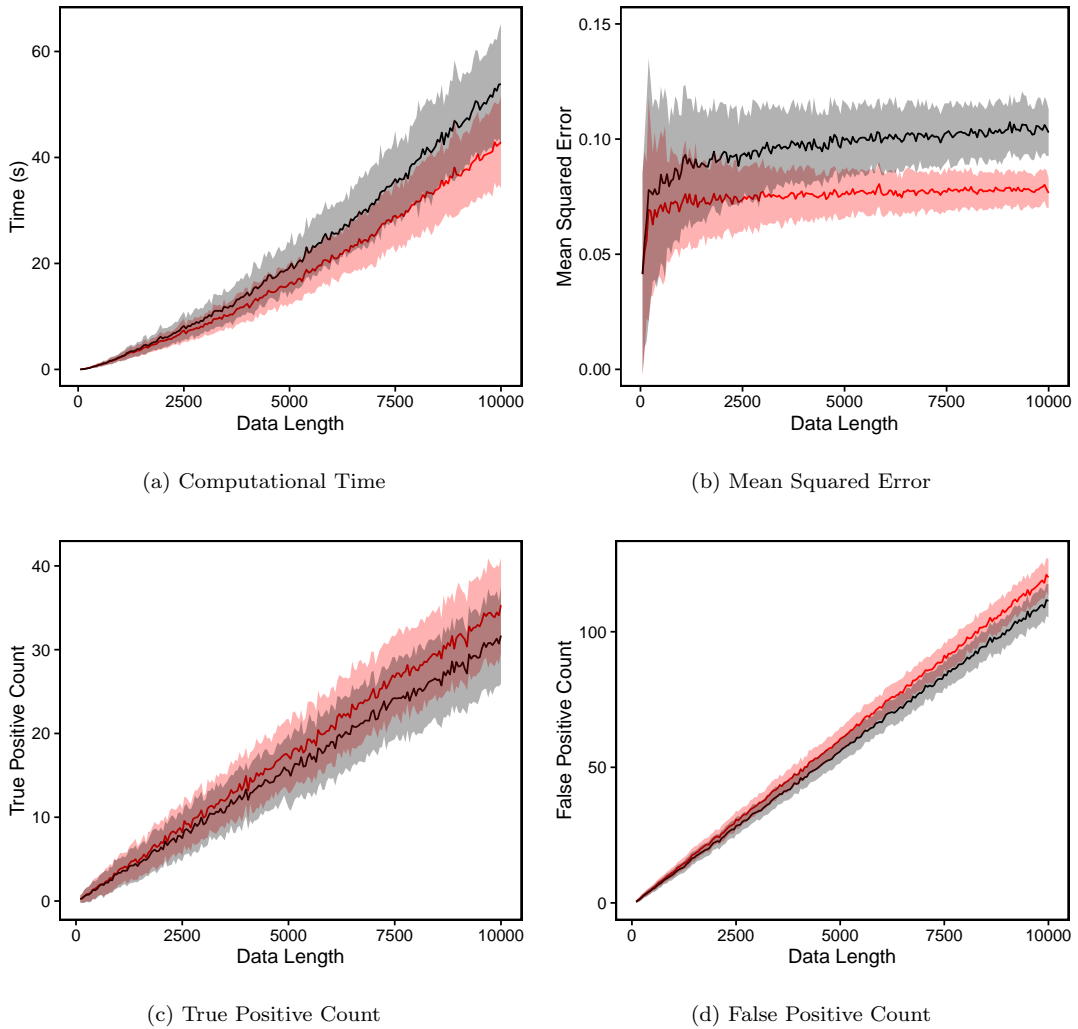 60
40
20
0
Time (s)
0 2500 5000 7500 10000
Data Length
(a) Computational Time
0.15
0.10
0.05
0.00
Mean Squared Error
0 2500 5000 7500 10000
Data Length
(b) Mean Squared Error
40
30
20
10
0
True Positive Count
0 2500 5000 7500 10000
Data Length
(c) True Positive Count
100
50
0
False Positive Count
0 2500 5000 7500 10000
Data Length
(d) False Positive Count